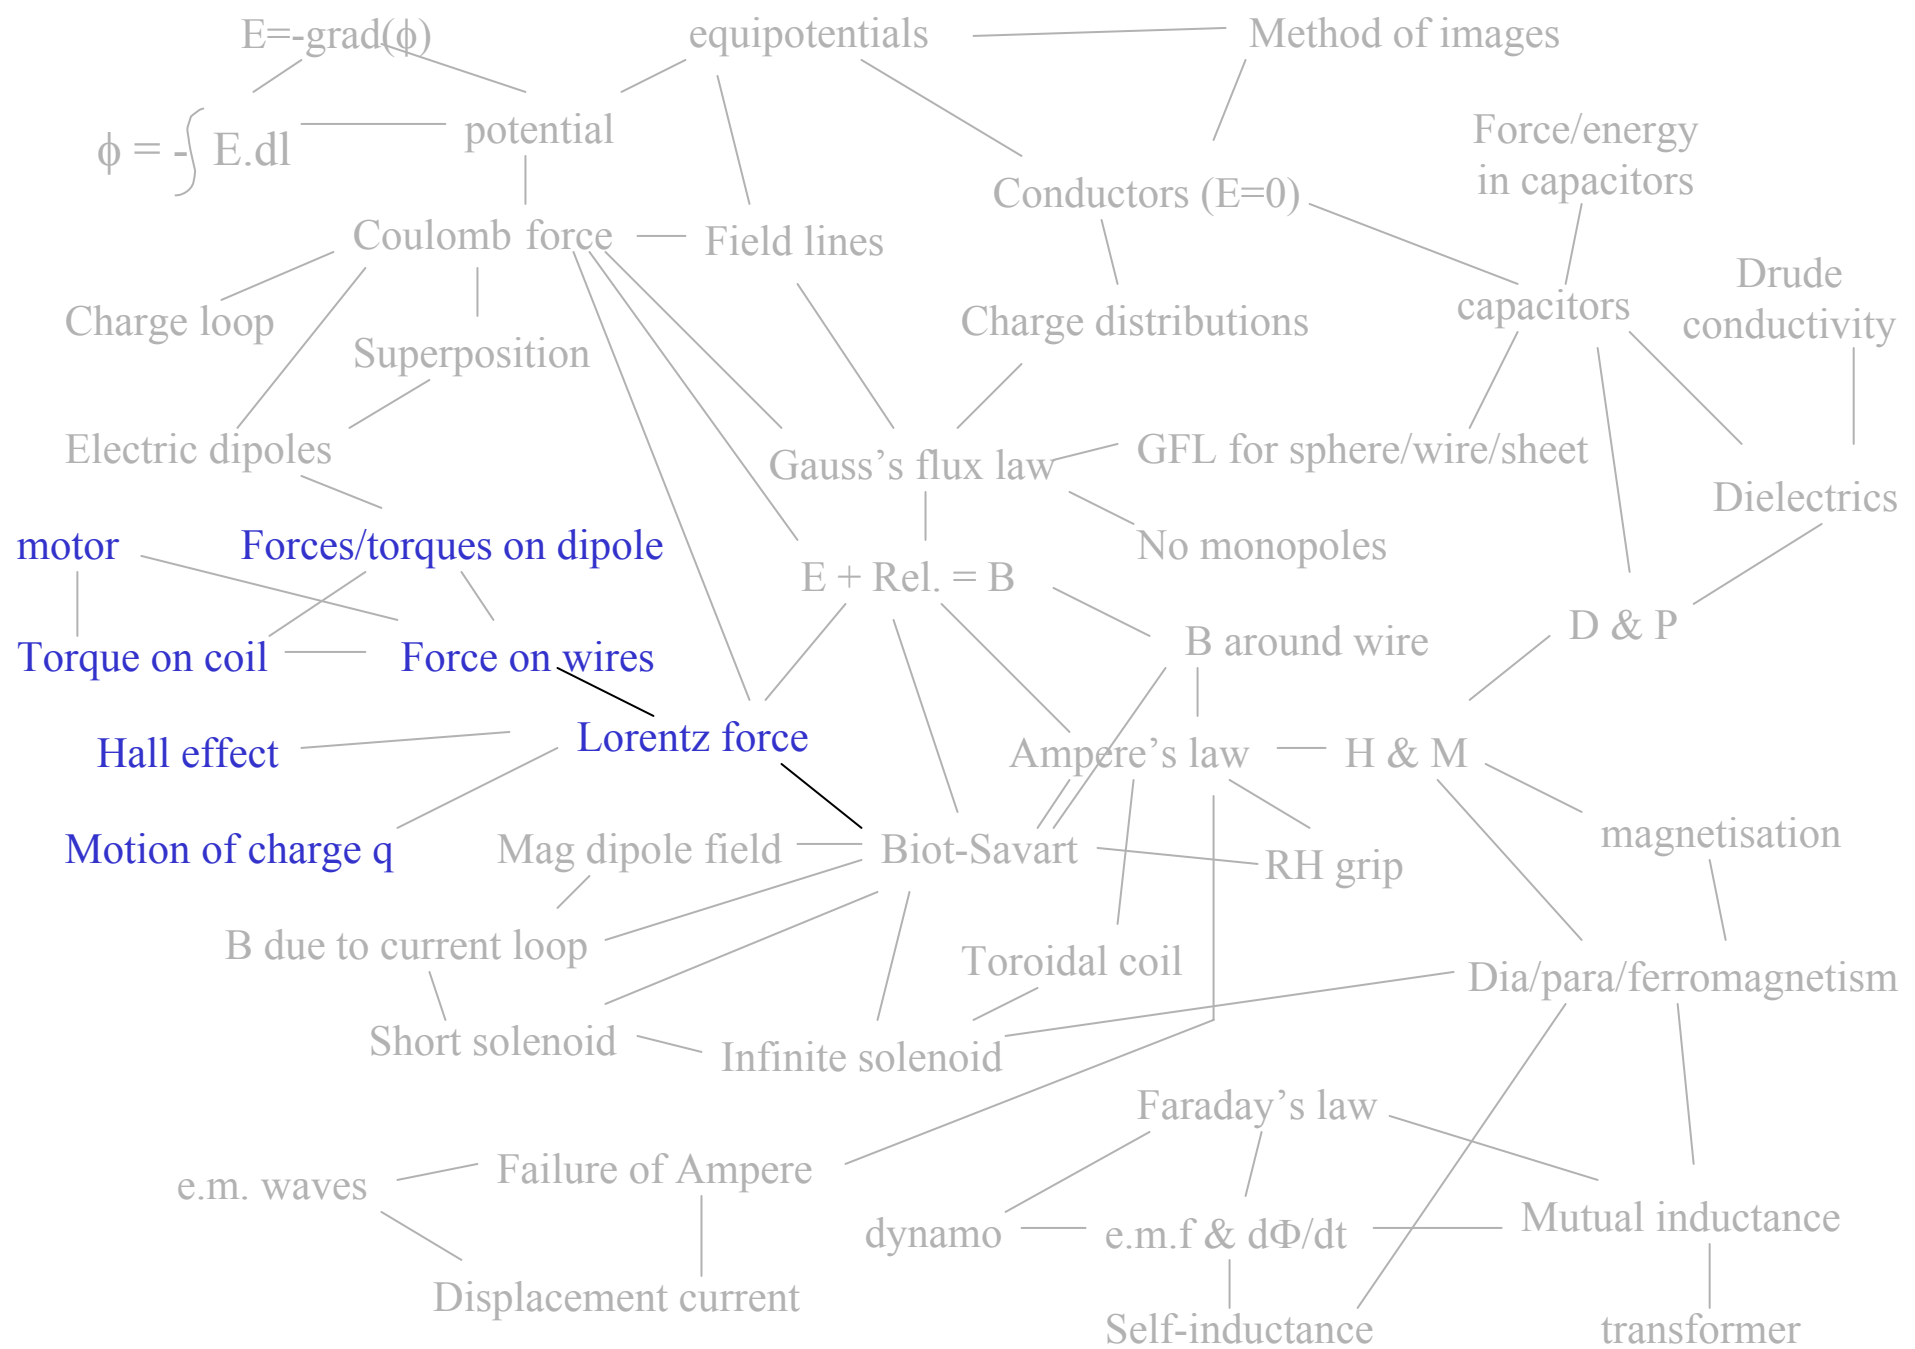 E=-grad(ϕ)
equipotentials
Method of images
ϕ = -∫ E.dl
potential
Force/energy
in capacitors
Conductors (E=0)
Coulomb force
Field lines
Drude
conductivity
Charge loop
Superposition
Charge distributions
capacitors
Electric dipoles
Gauss’s flux law
GFL for sphere/wire/sheet
Dielectrics
motor
Forces/torques on dipole
No monopoles
E + Rel. = B
D & P
Torque on coil
Force on wires
B around wire
Hall effect
Lorentz force
Ampere’s law
H & M
Motion of charge q
Mag dipole field
Biot-Savart
RH grip
magnetisation
B due to current loop
Toroidal coil
Dia/para/ferromagnetism
Short solenoid
Infinite solenoid
Faraday’s law
e.m. waves
Failure of Ampere
dynamo
e.m.f & dΦ/dt
Mutual inductance
Displacement current
Self-inductance
transformer